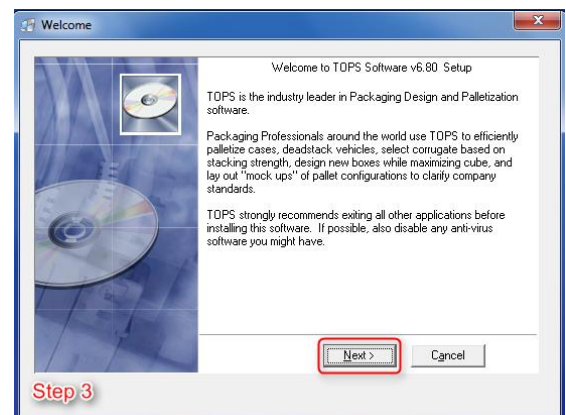 Welcome
Welcome to TOPS Software v6.80 Setup
TOPS is the industry leader in Packaging Design and Palletization
software.
Packaging Professionals around the world use TOPS to efficiently
palletize cases, deadstack vehicles, select corrugate based on
stacking strength, design new boxes while maximizing cube, and
lay out "mock ups" of pallet configurations to clarify company
standards.
TOPS strongly recommends exiting all other applications before
installing this software. If possible, also disable any anti-virus
software you might have.
Next >
Cancel
Step 3